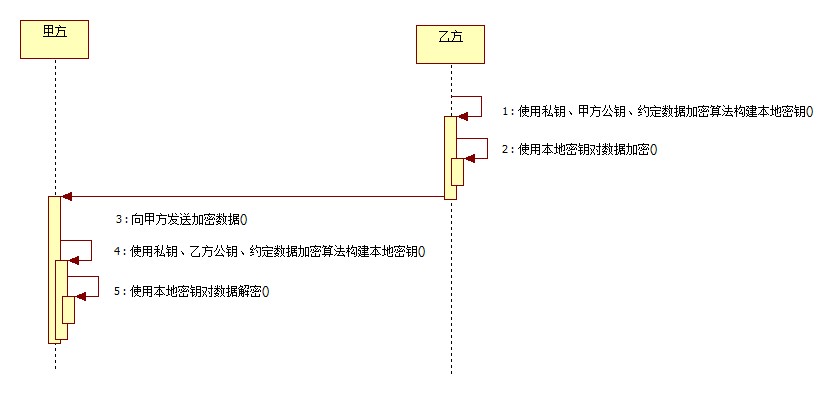 甲方
乙方
1：使用私钥、甲方公钥、约定数据加密算法构建本地密钥()
2：使用本地密钥对数据加密()
3：向甲方发送加密数据()
4：使用私钥、乙方公钥、约定数据加密算法构建本地密钥()
5：使用本地密钥对数据解密()